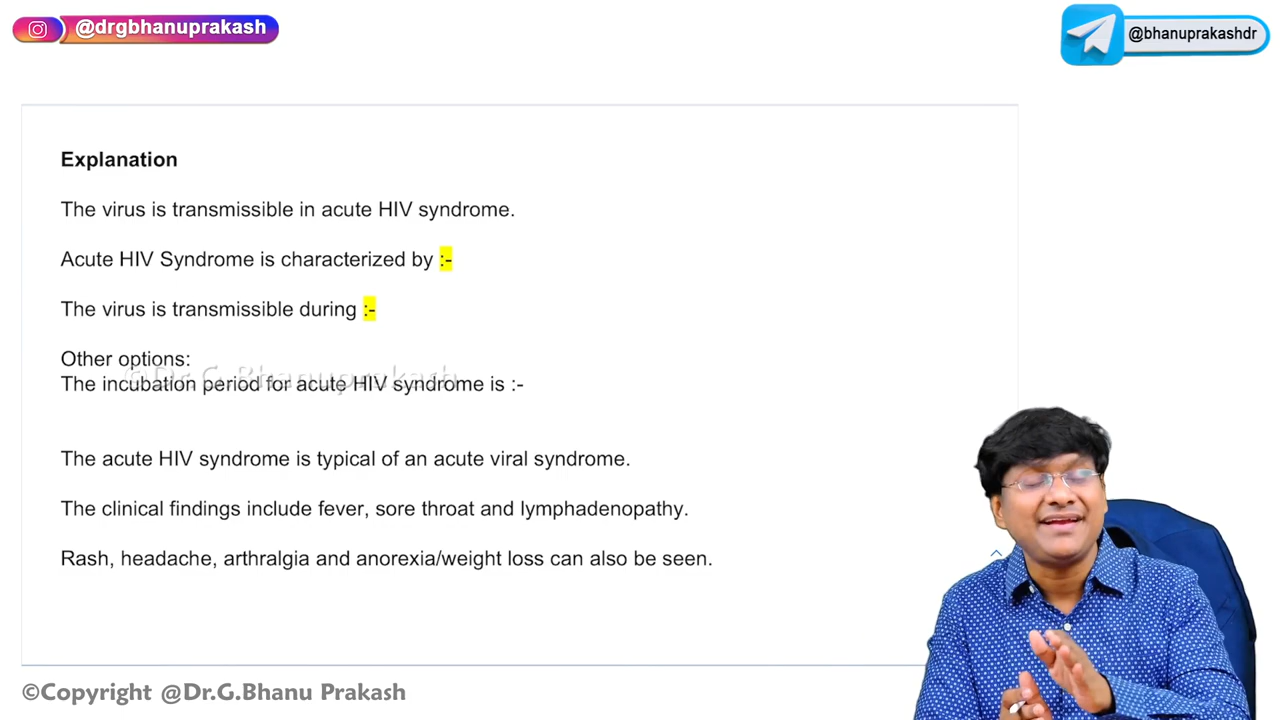 @drgbhanuprakash
@bhanuprakashdr
Explanation
The virus is transmissible in acute HIV syndrome.
Acute HIV Syndrome is characterized by :-
The virus is transmissible during :-
Other options:
©Dr.G.Bhanuprakash
The incubation period for acute HIV syndrome is :-
The acute HIV syndrome is typical of an acute viral syndrome.
The clinical findings include fever, sore throat and lymphadenopathy.
Rash, headache, arthralgia and anorexia/weight loss can also be seen.
©Copyright @Dr.G.Bhanu Prakash